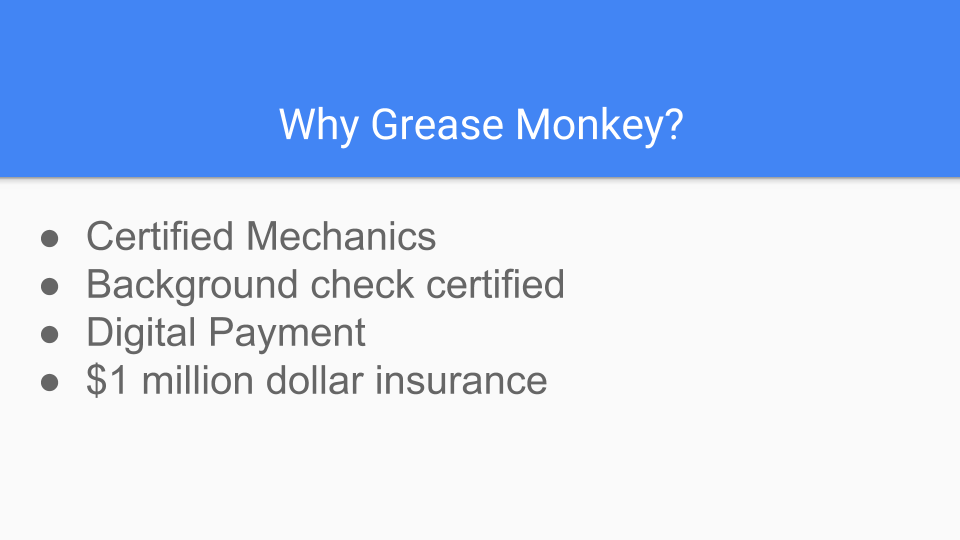 Why Grease Monkey?
● Certified Mechanics
● Background check certified
● Digital Payment
● $1 million dollar insurance